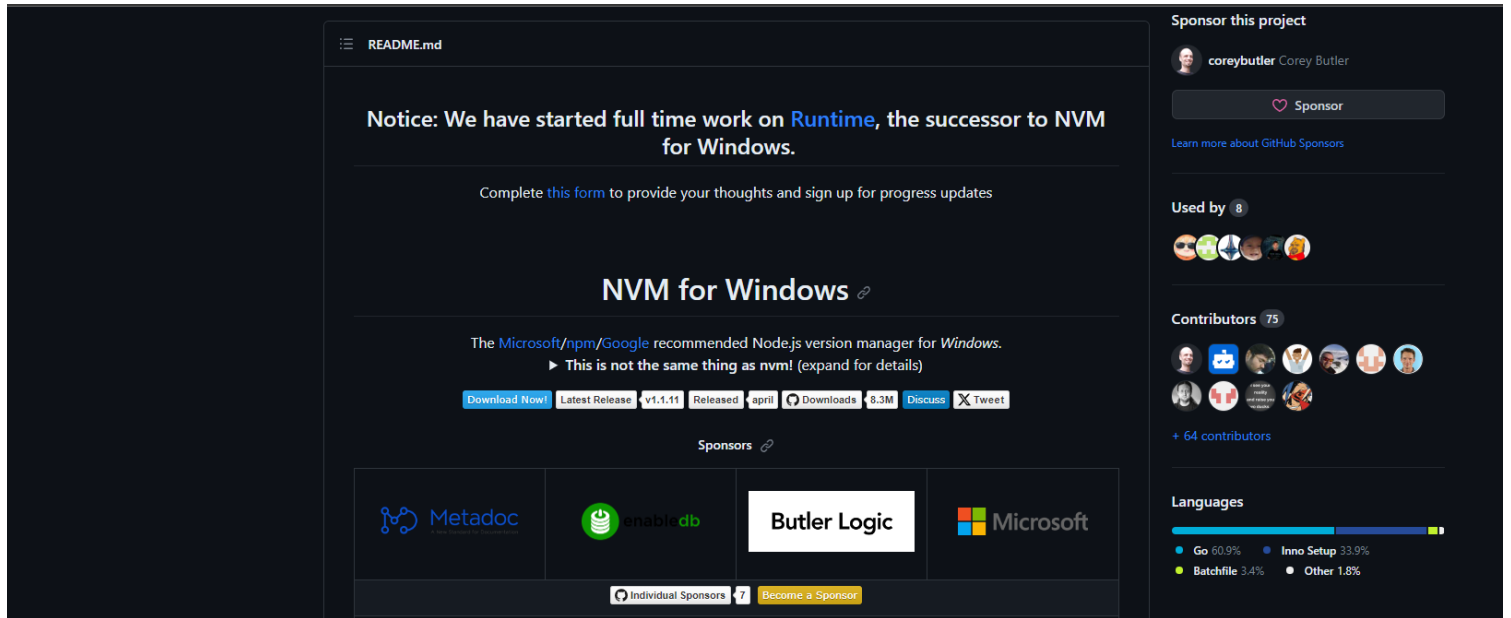 README.md
Notice: We have started full time work on Runtime, the successor to NVM
for Windows.
Complete this form to provide your thoughts and sign up for progress updates
NVM for Windows
The Microsoft/npm/Google recommended Node.js version manager for Windows.
▶ This is not the same thing as nvm! (expand for details)
Download Now! Latest Release v1.1.11 Released april Downloads 8.3M Discuss X Tweet
Sponsors
Metadoc enabledb Butler Logic Microsoft
Individual Sponsors 7 Become a Sponsor
Sponsor this project
coreybutler Corey Butler
Sponsor
Learn more about GitHub Sponsors
Used by 8
Contributors 75
+ 64 contributors
Languages
Go 60.9% Inno Setup 33.9%
Batchfile 3.4% Other 1.8%